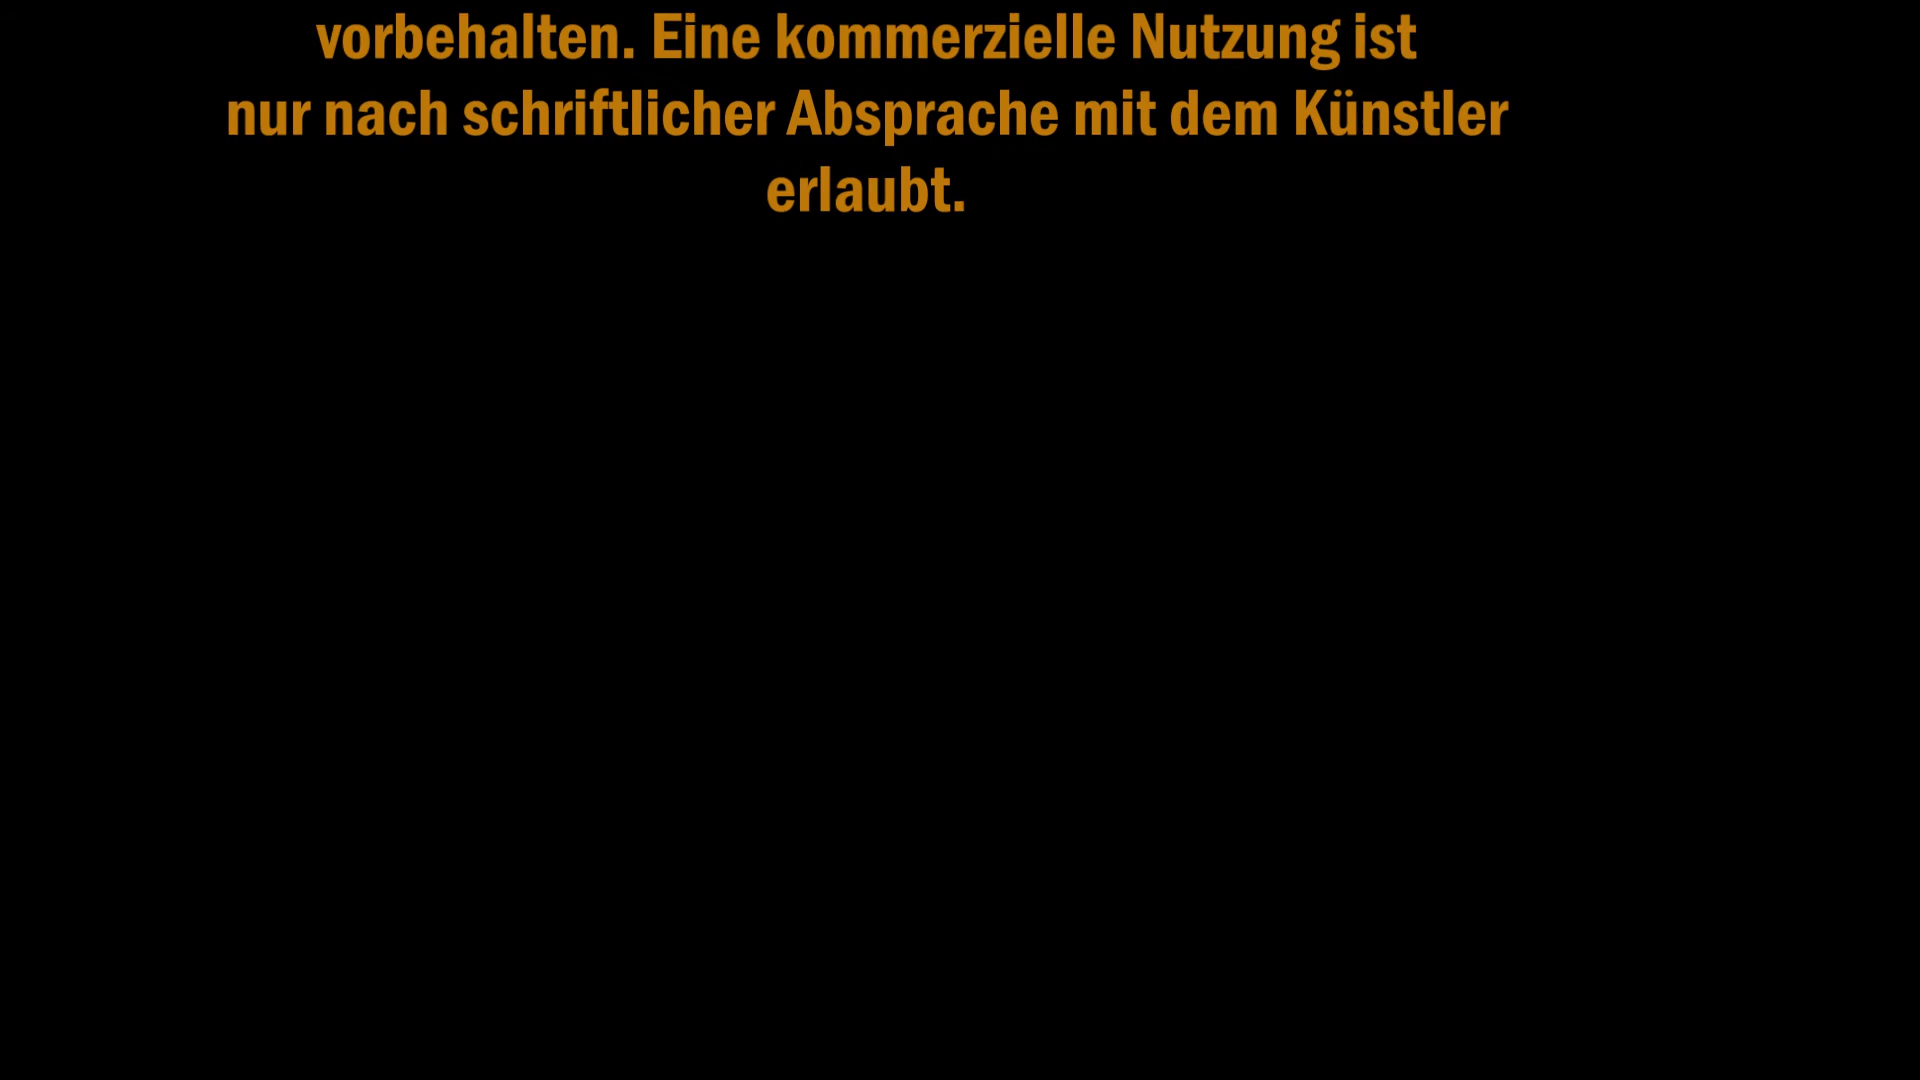 vorbehalten. Eine kommerzielle Nutzung ist
nur nach schriftlicher Absprache mit dem Künstler
erlaubt.